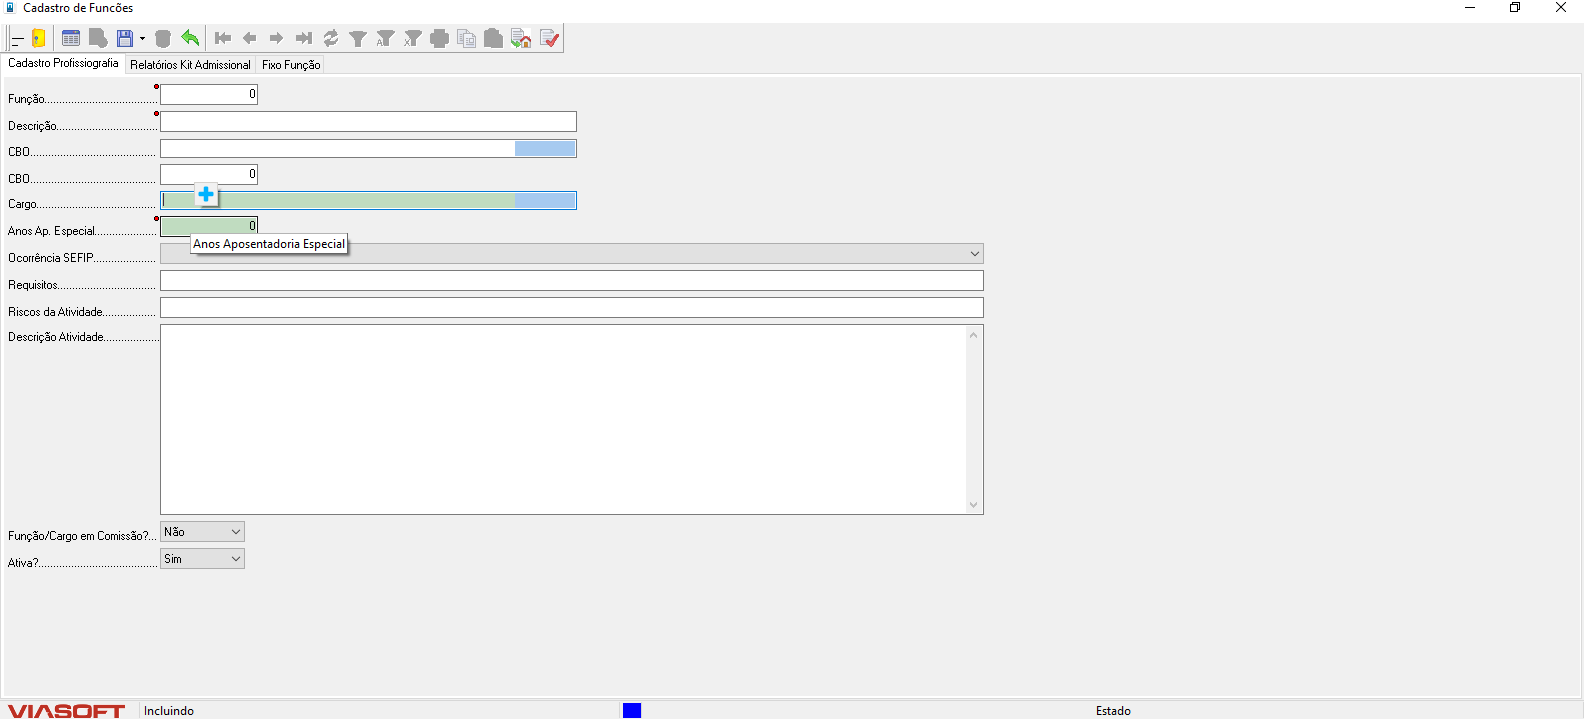 Cadastro de Funcões
Cadastro Profissiografia Relatórios Kit Admissional Fixo Função
Função..................................... 0
Descrição.................................
CBO..........................................
CBO.......................................... 0
Cargo........................................
Anos Ap. Especial..................... 0
Anos Aposentadoria Especial
Ocorrência SEFIP.....................
Requisitos.................................
Riscos da Atividade..................
Descrição Atividade...................
Função/Cargo em Comissão?... Não
Ativa?........................................ Sim
VIASOFT Incluindo Estado